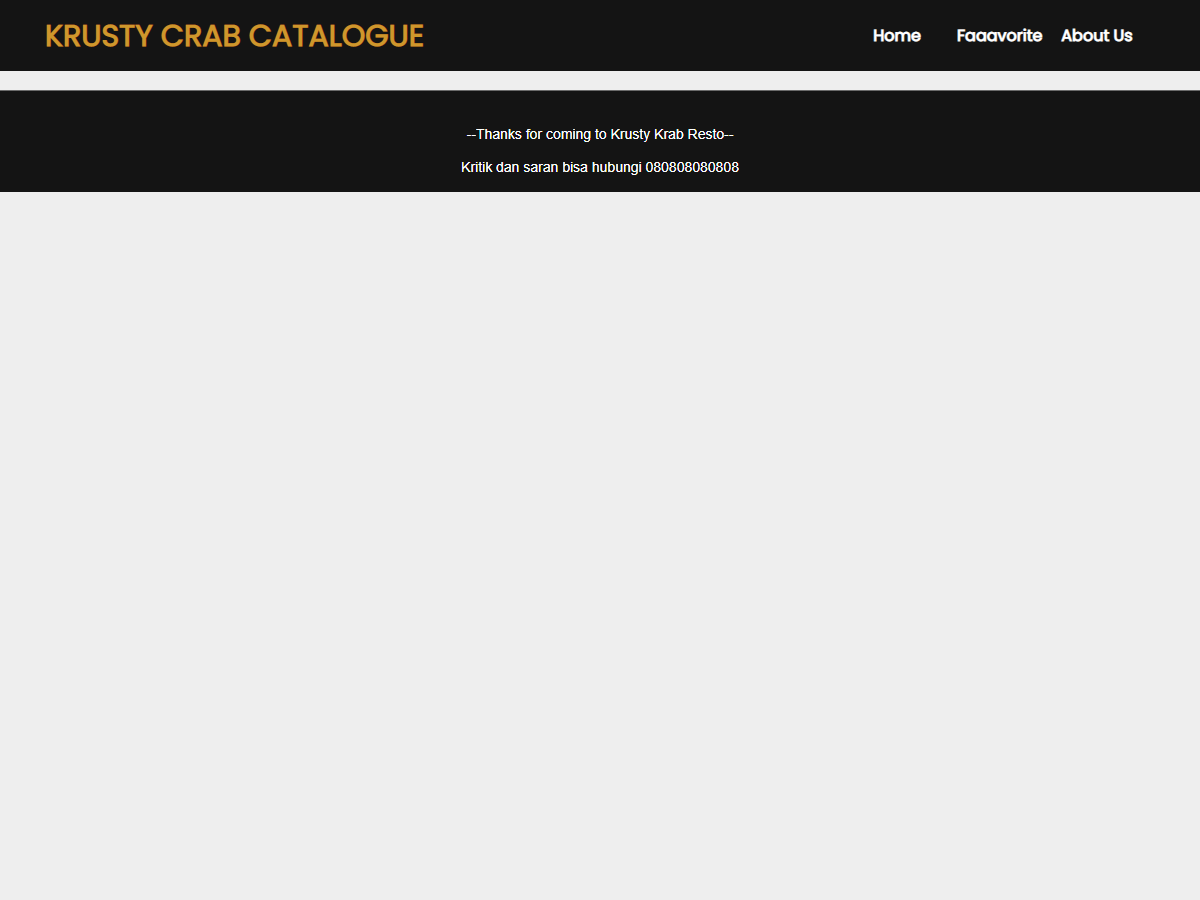 KRUSTY CRAB CATALOGUE
Home Faaavorite About Us
--Thanks for coming to Krusty Krab Resto--
Kritik dan saran bisa hubungi 080808080808